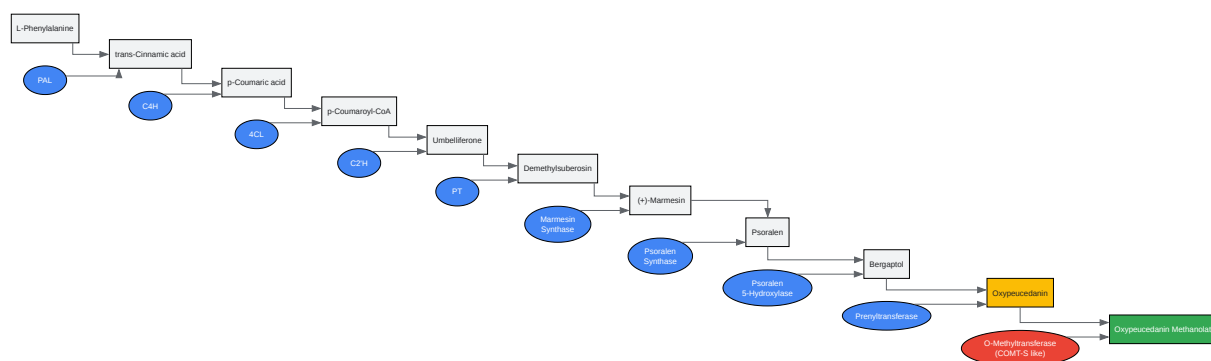 L-Phenylalanine
trans-Cinnamic acid
PAL
p-Coumaric acid
C4H
p-Coumaroyl-CoA
4CL
Umbelliferone
C2'H
Demethylsuberosin
PT
(+)-Marmesin
Marmesin
Synthase
Psoralen
Psoralen
Synthase
Bergaptol
Psoralen
5-Hydroxylase
Oxypeucedanin
Prenyltransferase
Oxypeucedanin Methanolat
O-Methyltransferase
(COMT-S like)